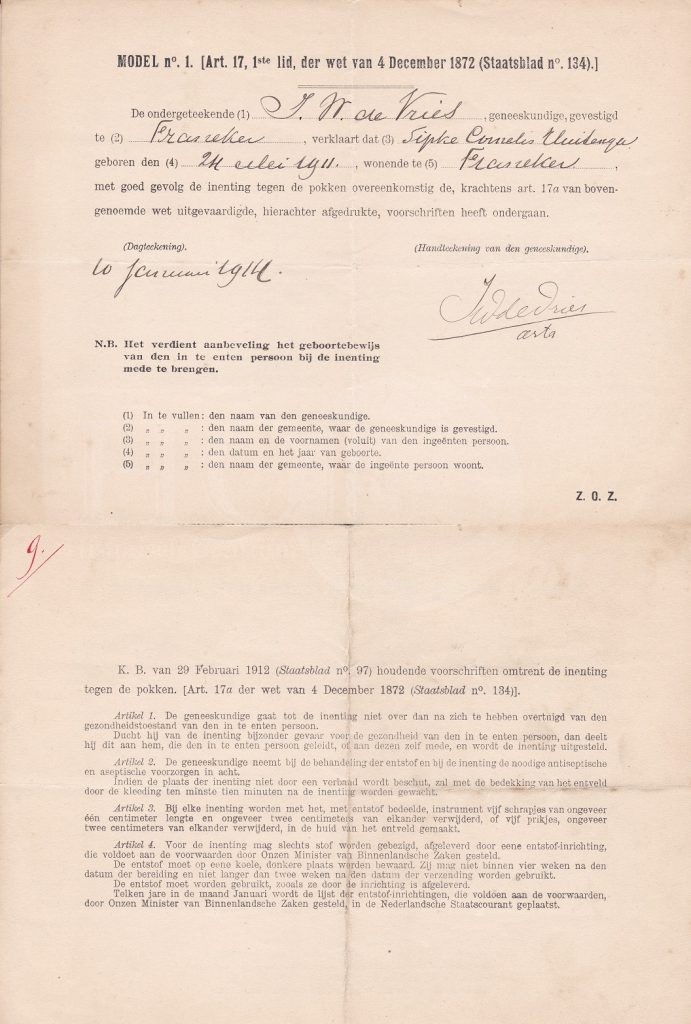 MODEL nº. 1. [Art. 17, 1ste lid, der wet van 4 December 1872 (Staatsblad nº. 134).]
De ondergeteekende (1) J. W. de Vries, geneeskundige, gevestigd
te (2) Franeker, verklaart dat (3) Sipke Cornelis
geboren den (4) 24 Mei 1911., wonende te (5) Franeker,
met goed gevolg de inenting tegen de pokken overeenkomstig de, krachtens art. 17a van boven-
genoemde wet uitgevaardigde, hierachter afgedrukte, voorschriften heeft ondergaan.
(Dagteekening). (Handteekening van den geneeskundige).
10 Januari 1914.
JWdeVries
arts
N.B. Het verdient aanbeveling het geboortebewijs
van den in te enten persoon bij de inenting
mede te brengen.
(1) In te vullen: den naam van den geneeskundige.
(2) „ „ „ : den naam der gemeente, waar de geneeskundige is gevestigd.
(3) „ „ „ : den naam en de voornamen (voluit) van den ingeënten persoon.
(4) „ „ „ : den datum en het jaar van geboorte.
(5) „ „ „ : den naam der gemeente, waar de ingeënte persoon woont.
Z. O. Z.
9.
K. B. van 29 Februari 1912 (Staatsblad nº. 97) houdende voorschriften omtrent de inenting
tegen de pokken. [Art. 17a der wet van 4 December 1872 (Staatsblad nº. 134)].
Artikel 1. De geneeskundige gaat tot de inenting niet over dan na zich te hebben overtuigd van den
gezondheidstoestand van den in te enten persoon.
Ducht hij van de inenting bijzonder gevaar voor de gezondheid van den in te enten persoon, dan deelt
hij dit aan hem, die den in te enten persoon geleidt, of aan dezen zelf mede, en wordt de inenting uitgesteld.
Artikel 2. De geneeskundige neemt bij de behandeling der entstof en bij de inenting de noodige antiseptische
en aseptische voorzorgen in acht.
Indien de plaats der inenting niet door een verband wordt beschut, zal met de bedekking van het entveld
door de kleeding ten minste tien minuten na de inenting worden gewacht.
Artikel 3. Bij elke inenting worden met het, met entstof bedeelde, instrument vijf schrapjes van ongeveer
één centimeter lengte en ongeveer twee centimeters van elkander verwijderd, of vijf prikjes, ongeveer
twee centimeters van elkander verwijderd, in de huid van het entveld gemaakt.
Artikel 4. Voor de inenting mag slechts stof worden gebezigd, afgeleverd door eene entstof-inrichting,
die voldoet aan de voorwaarden door Onzen Minister van Binnenlandsche Zaken gesteld.
De entstof moet op eene koele, donkere plaats worden bewaard. Zij mag niet binnen vier weken na den
datum der bereiding en niet langer dan twee weken na den datum der verzending worden gebruikt.
De entstof moet worden gebruikt, zooals ze door de inrichting is afgeleverd.
Telken jare in de maand Januari wordt de lijst der entstof-inrichtingen, die voldoen aan de voorwaarden,
door Onzen Minister van Binnenlandsche Zaken gesteld, in de Nederlandsche Staatscourant geplaatst.